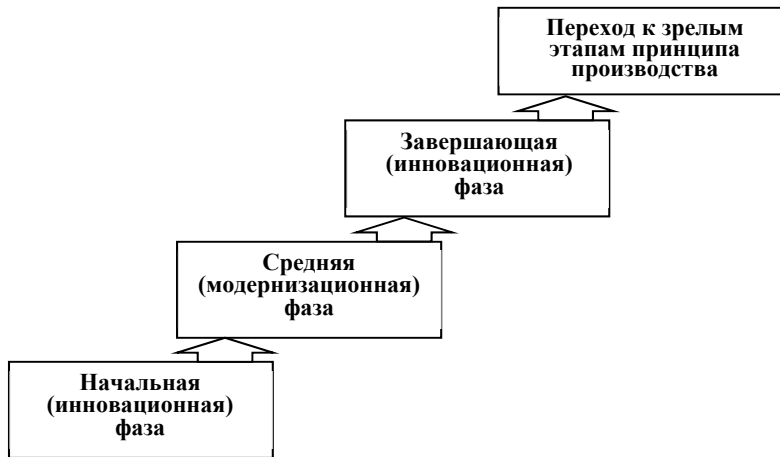 Переход к зрелым
этапам принципа
производства
Завершающая
(инновационная)
фаза
Средняя
(модернизационная)
фаза
Начальная
(инновационная)
фаза